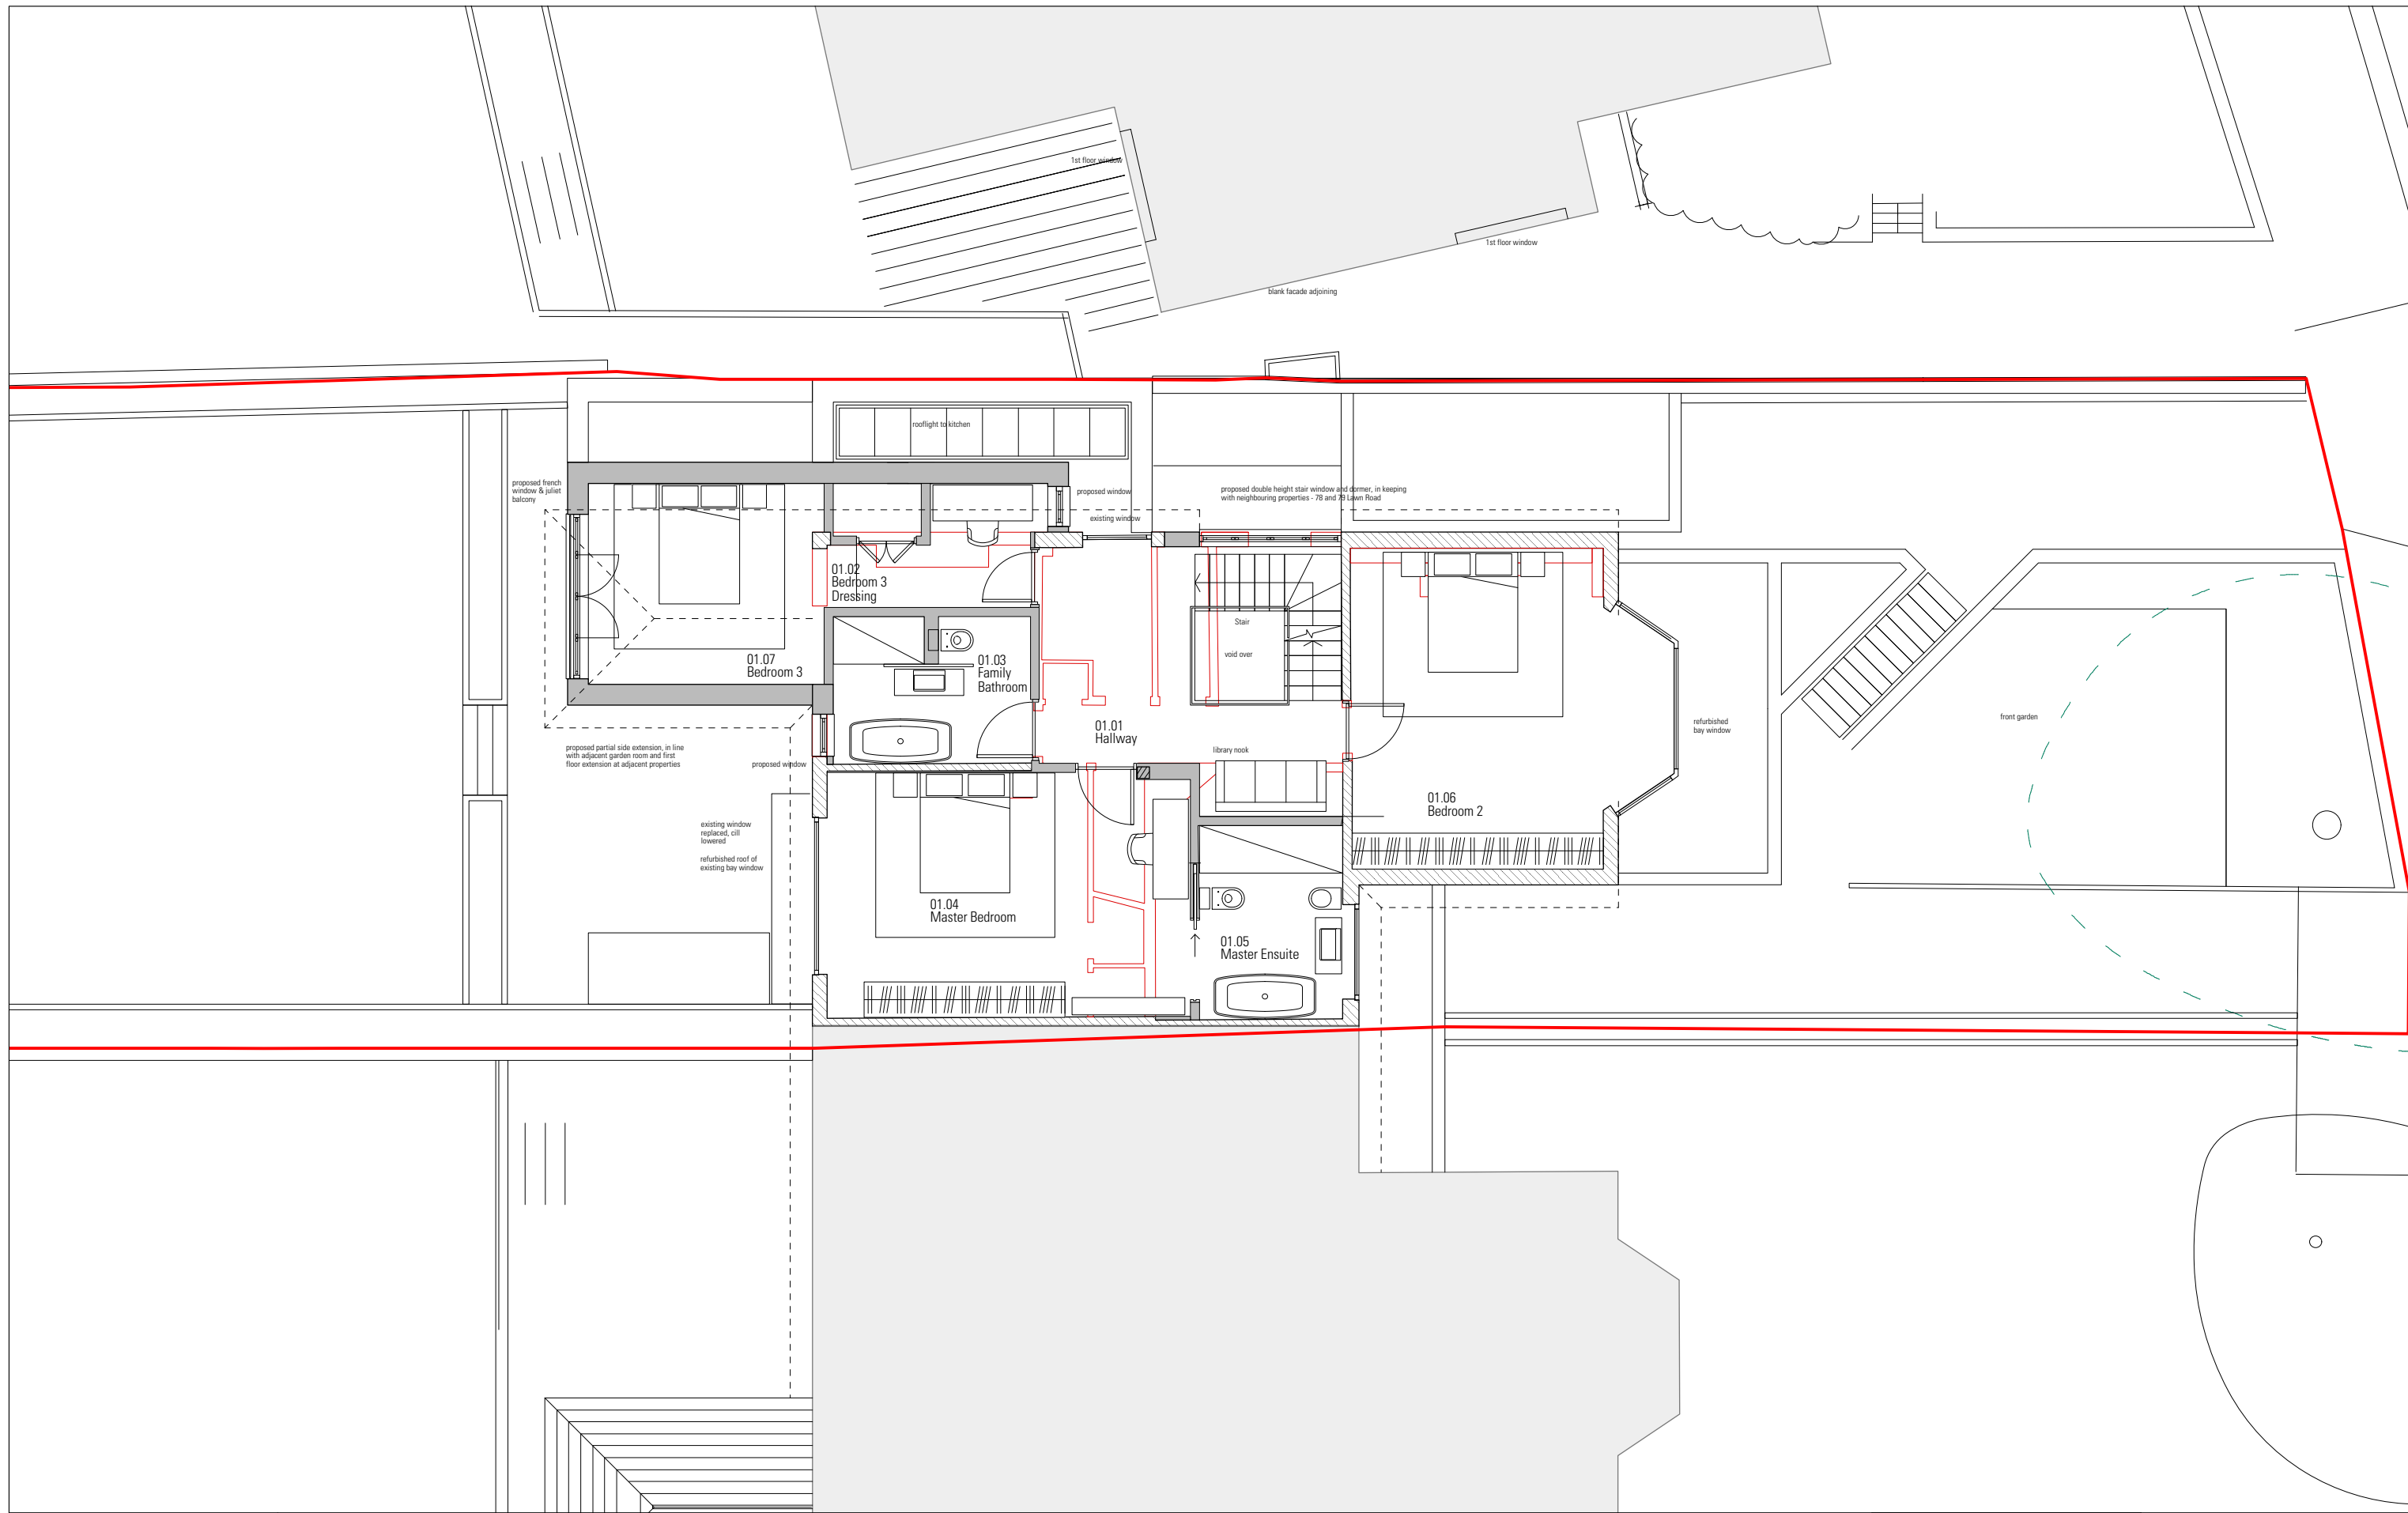 1st floor window
1st floor window
blank facade adjoining
rooflight to kitchen
proposed french
window & juliet
balcony
proposed window
proposed double height stair window and dormer, in keeping
with neighbouring properties - 78 and 79 Lawn Road
existing window
01.02
Bedroom 3
Dressing
Stair
void over
01.07
Bedroom 3
01.03
Family
Bathroom
01.01
Hallway
refurbished
bay window
front garden
proposed partial side extension, in line
with adjacent garden room and first
floor extension at adjacent properties
proposed window
library nook
01.06
Bedroom 2
existing window
replaced, cill
lowered
refurbished roof of
existing bay window
01.04
Master Bedroom
01.05
Master Ensuite